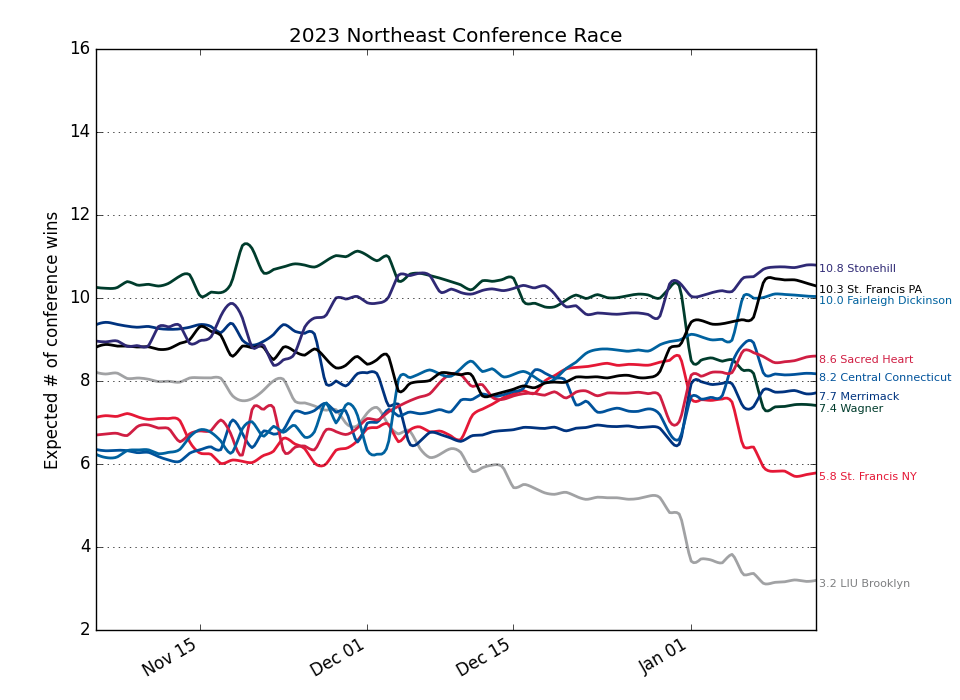 2023 Northeast Conference Race
Expected # of conference wins
16
14
12
10
8
6
4
2
Nov 15
Dec 01
Dec 15
Jan 01
10.8 Stonehill
10.3 St. Francis PA
10.0 Fairleigh Dickinson
8.6 Sacred Heart
8.2 Central Connecticut
7.7 Merrimack
7.4 Wagner
5.8 St. Francis NY
3.2 LIU Brooklyn